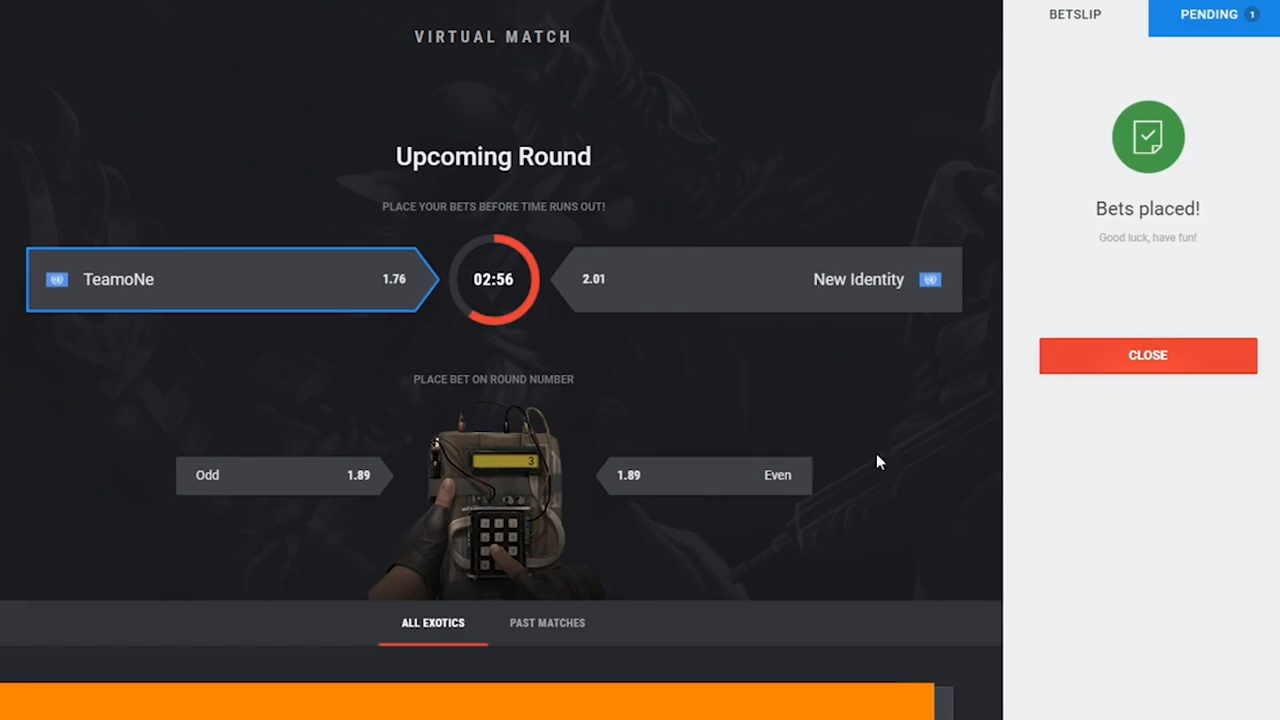 VIRTUAL MATCH
Upcoming Round
PLACE YOUR BETS BEFORE TIME RUNS OUT!
TeamoNe 1.76
02:56
2.01 New Identity
PLACE BET ON ROUND NUMBER
3
Odd 1.89
1.89 Even
ALL EXOTICS PAST MATCHES
BETSLIP PENDING 1
Bets placed!
Good luck, have fun!
CLOSE